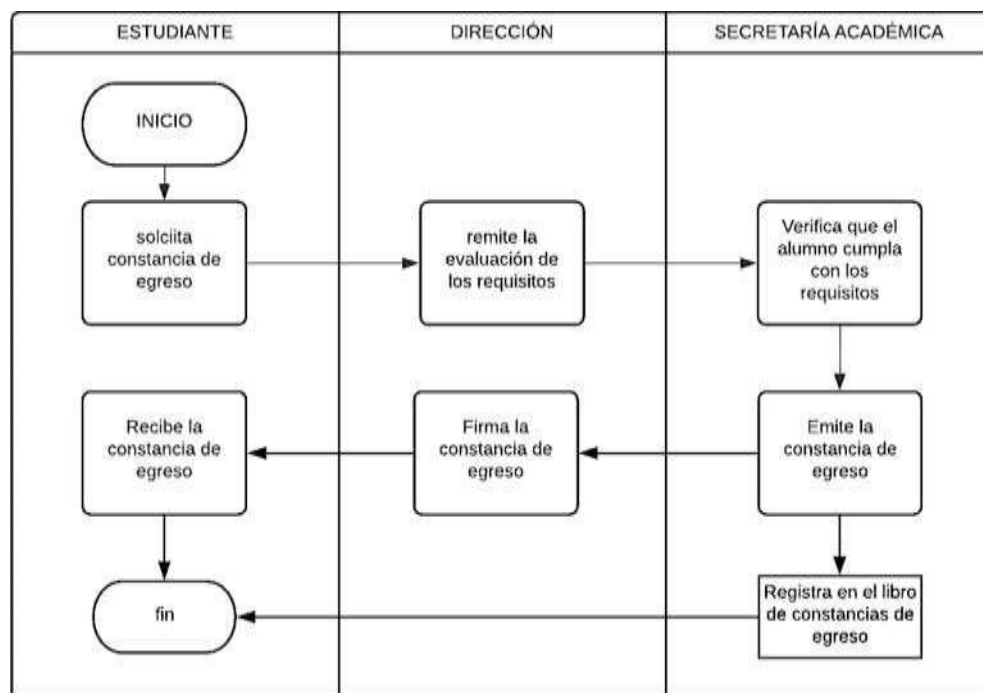 ESTUDIANTE
DIRECCIÓN
SECRETARÍA ACADÉMICA
INICIO
solciita
constancia de
egreso
remite la
evaluación de
los requisitos
Verifica que el
alumno cumpla
con los
requisitos
Recibe la
constancia de
egreso
Firma la
constancia de
egreso
Emite la
constancia de
egreso
fin
Registra en el libro
de constancias de
egreso